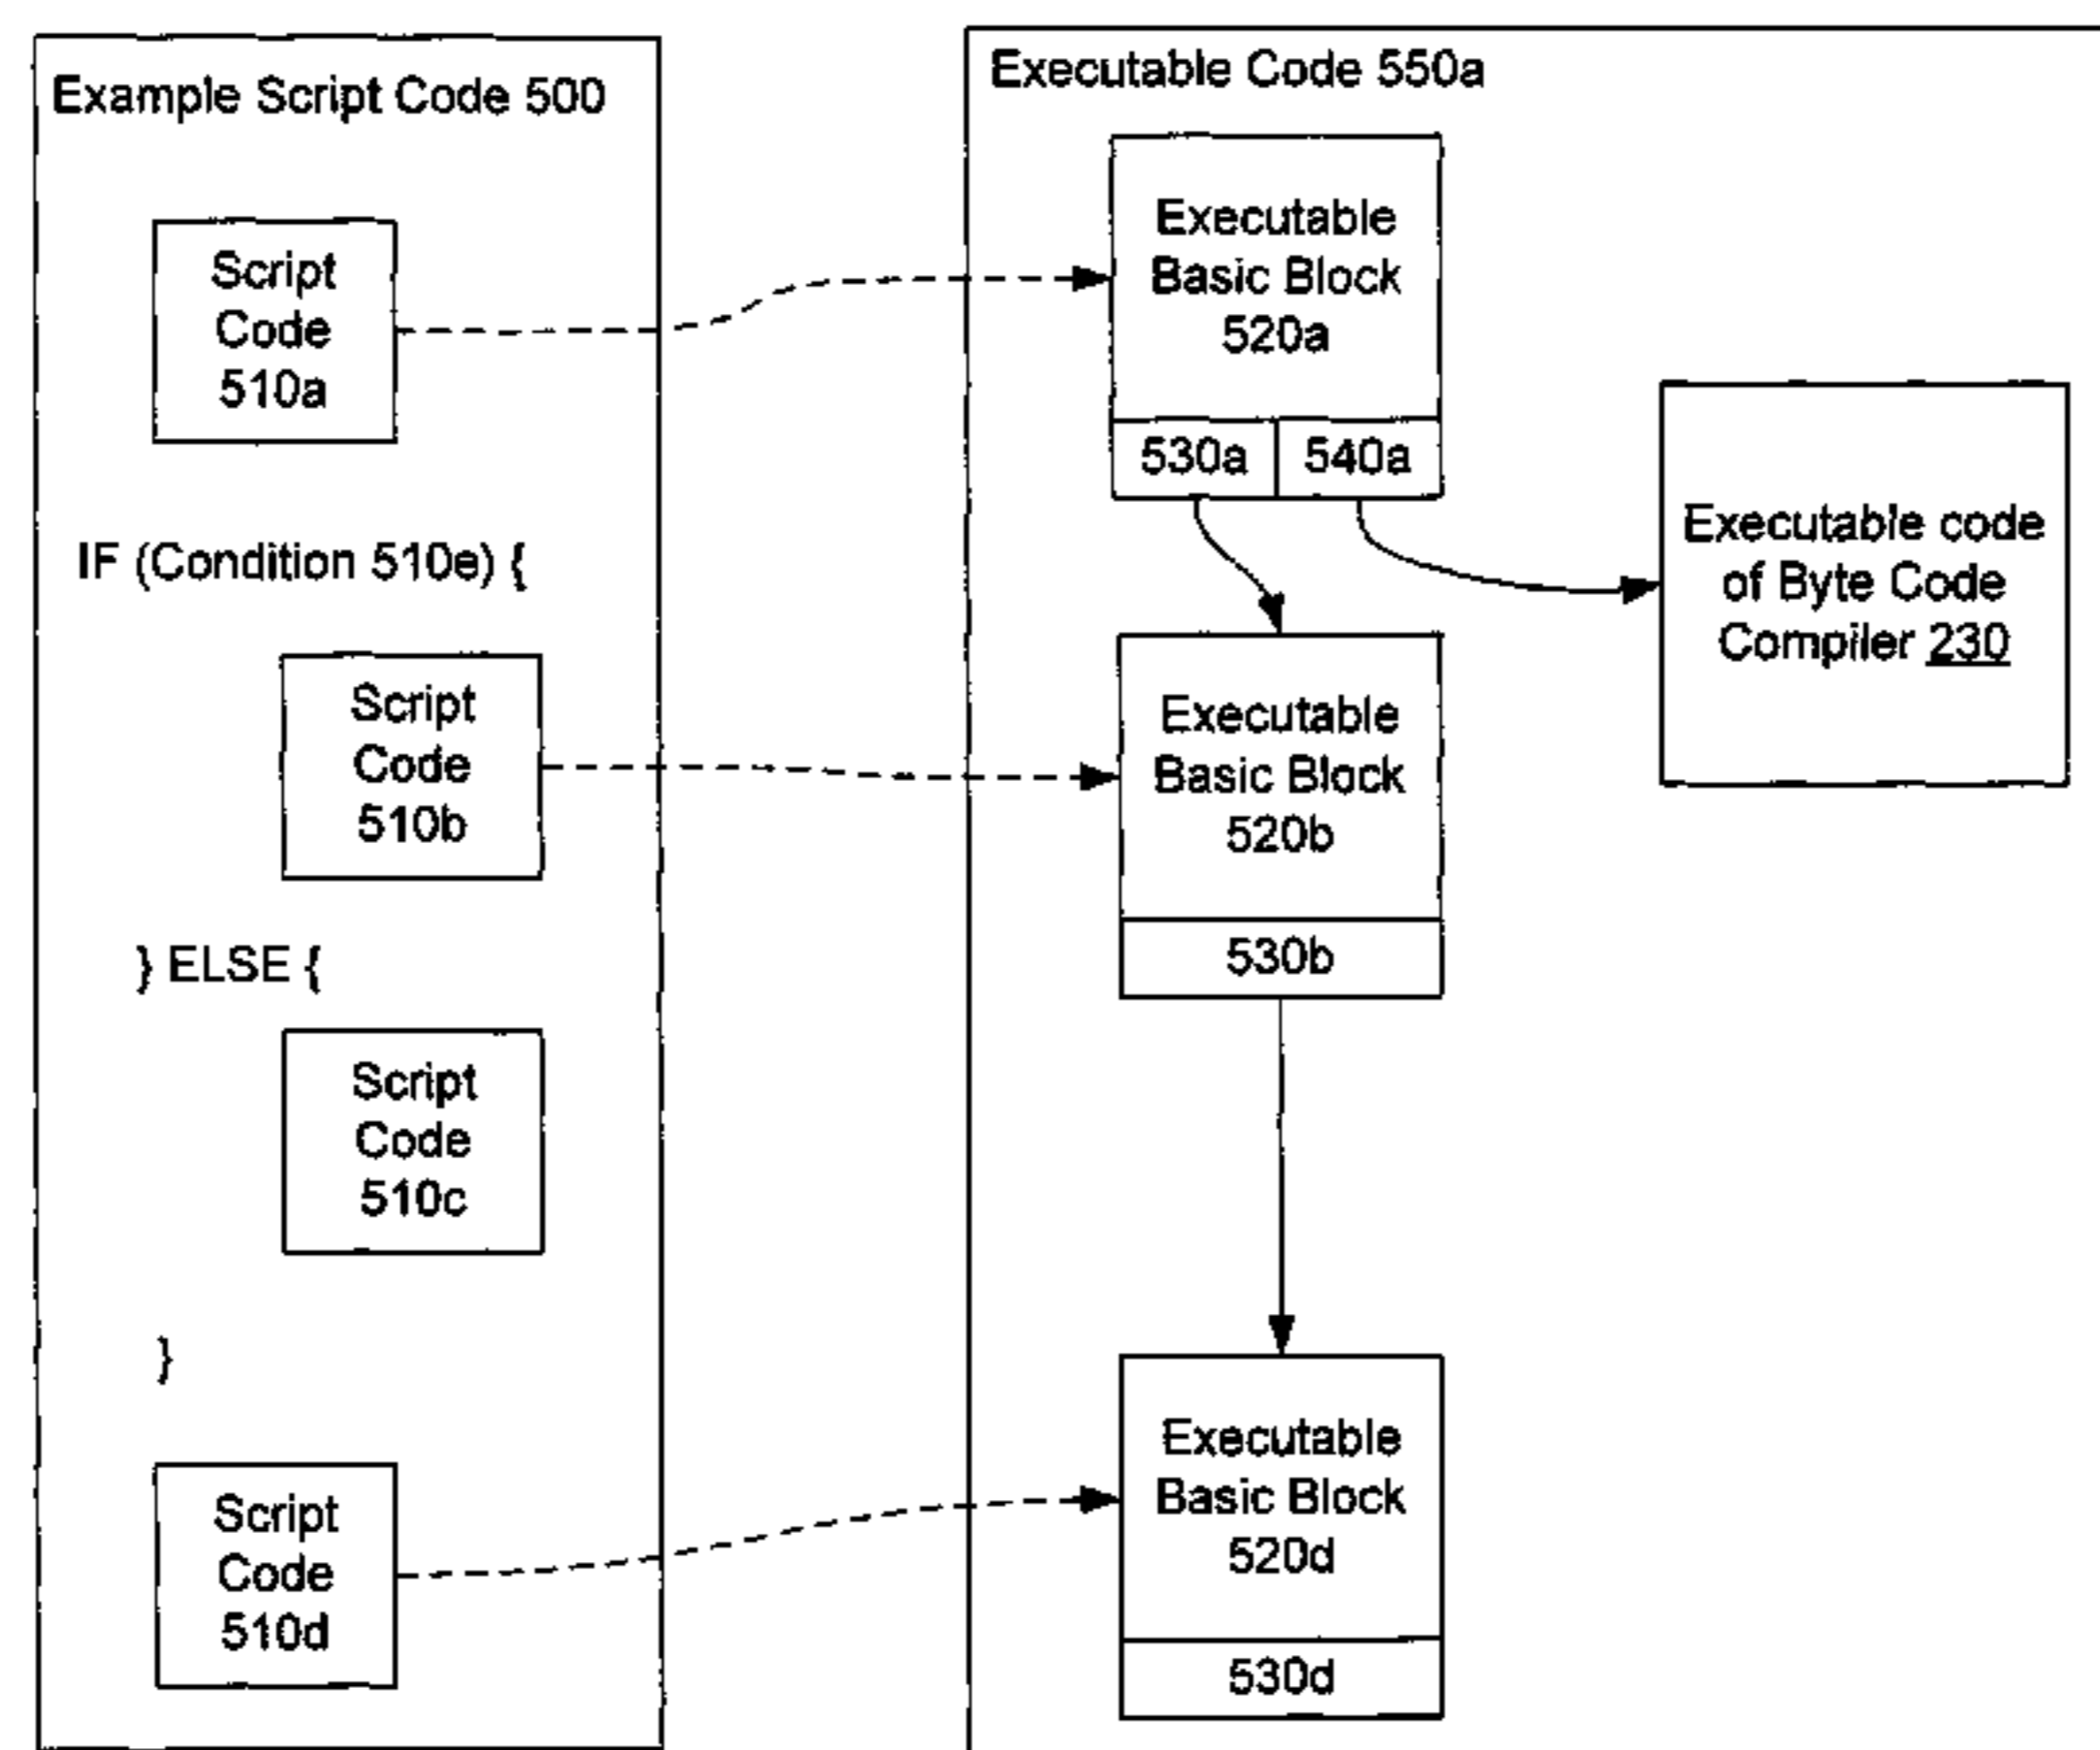 Example Script Code 500
Script
Code
510a
IF (Condition 510e) {
Script
Code
510b
} ELSE {
Script
Code
510c
}
Script
Code
510d
Executable Code 550a
Executable
Basic Block
520a
530a 540a
Executable code
of Byte Code
Compiler 230
Executable
Basic Block
520b
530b
Executable
Basic Block
520d
530d